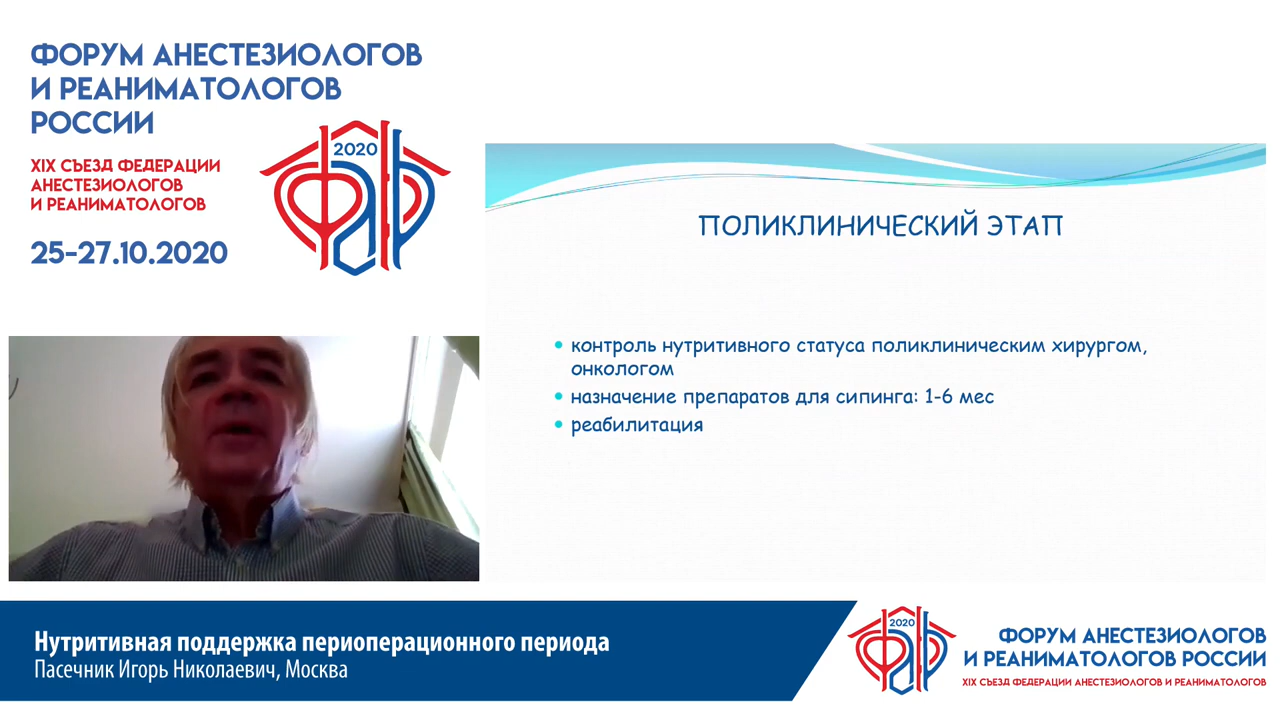 ФОРУМ АНЕСТЕЗИОЛОГОВ
И РЕАНИМАТОЛОГОВ
РОССИИ
XIX СЪЕЗД ФЕДЕРАЦИИ
АНЕСТЕЗИОЛОГОВ
И РЕАНИМАТОЛОГОВ
25-27.10.2020
2020
ФАР
ПОЛИКЛИНИЧЕСКИЙ ЭТАП
• контроль нутритивного статуса поликлиническим хирургом,
онкологом
• назначение препаратов для сипинга: 1-6 мес
• реабилитация
Нутритивная поддержка периоперационного периода
Пасечник Игорь Николаевич, Москва
2020
ФАР
ФОРУМ АНЕСТЕЗИОЛОГОВ
И РЕАНИМАТОЛОГОВ РОССИИ
XIX СЪЕЗД ФЕДЕРАЦИИ АНЕСТЕЗИОЛОГОВ И РЕАНИМАТОЛОГОВ